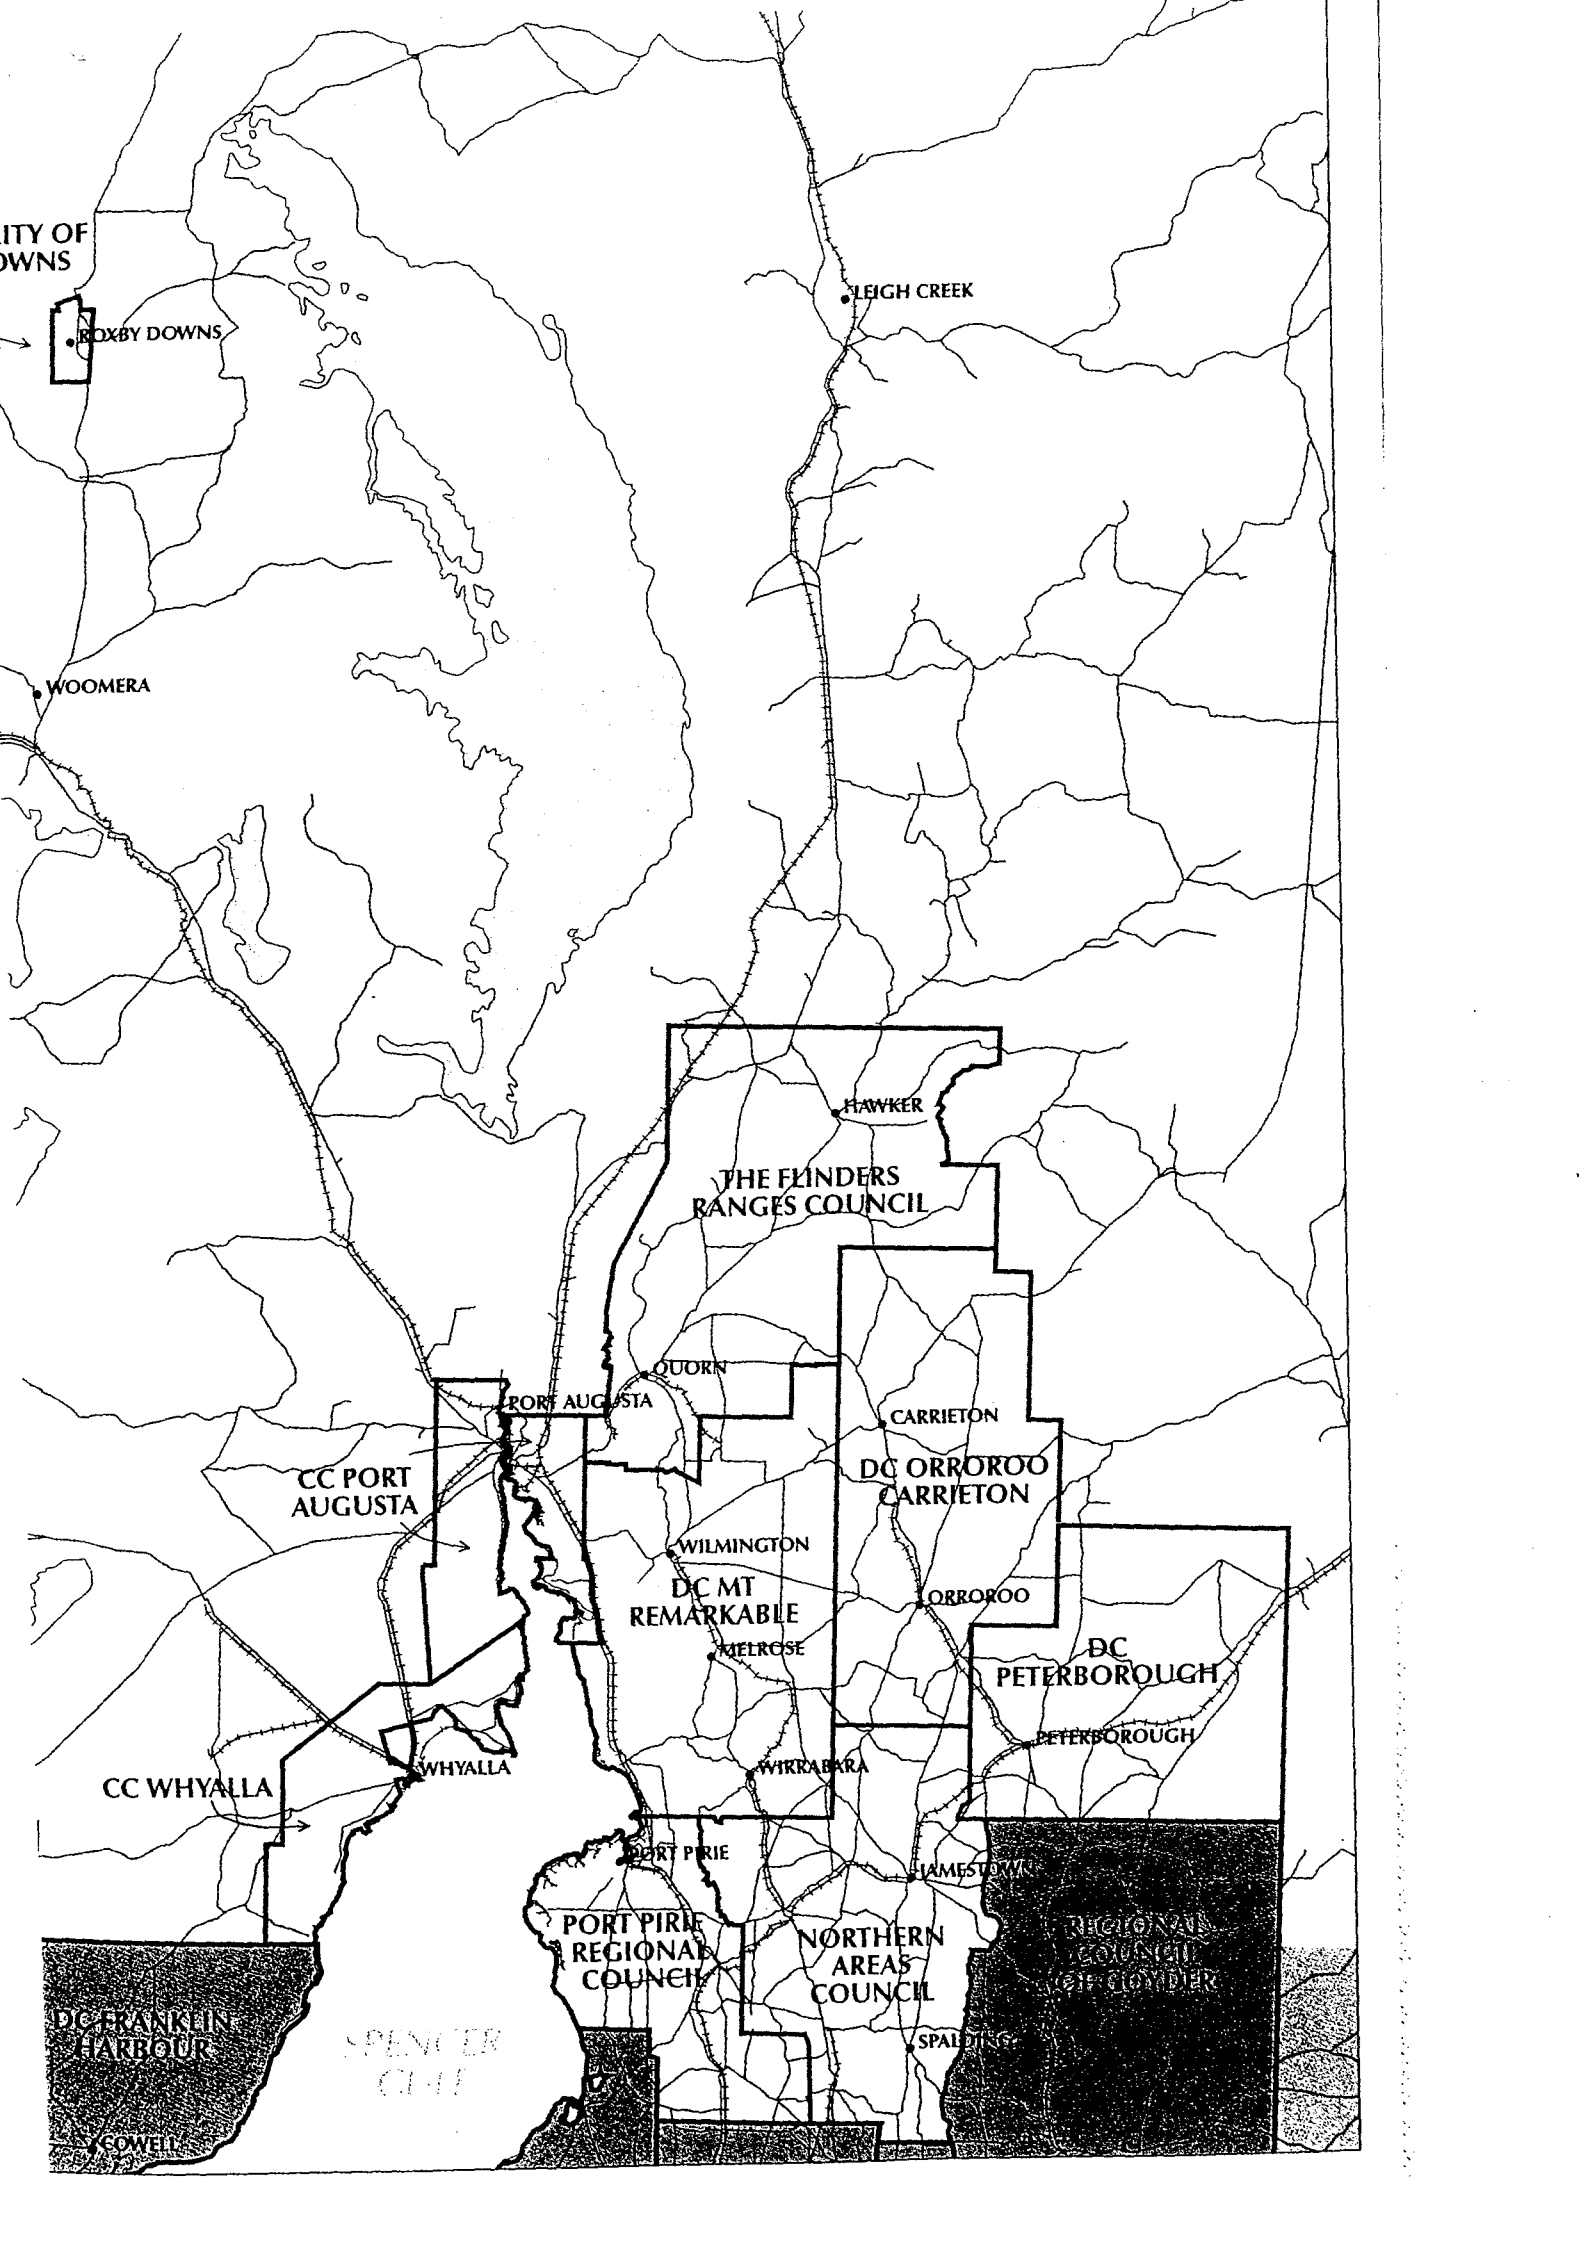 ITY OF
OWNS
ROXBY DOWNS
LEIGH CREEK
WOOMERA
HAWKER
THE FLINDERS
RANGES COUNCIL
QUORN
PORT AUGUSTA
CARRIETON
CC PORT
AUGUSTA
DC ORROROO
CARRIETON
WILMINGTON
DC MT
REMARKABLE
ORROROO
MELROSE
DC
PETERBOROUGH
PETERBOROUGH
WIRRABARA
WHYALLA
CC WHYALLA
PORT PIRIE
JAMESTOWN
PORT PIRIE
REGIONAL
COUNCIL
NORTHERN
AREAS
COUNCIL
REGIONAL
COUNCIL
OF GOYDER
DC FRANKLIN
HARBOUR
SPENCER
GULF
SPALDING
COWELL